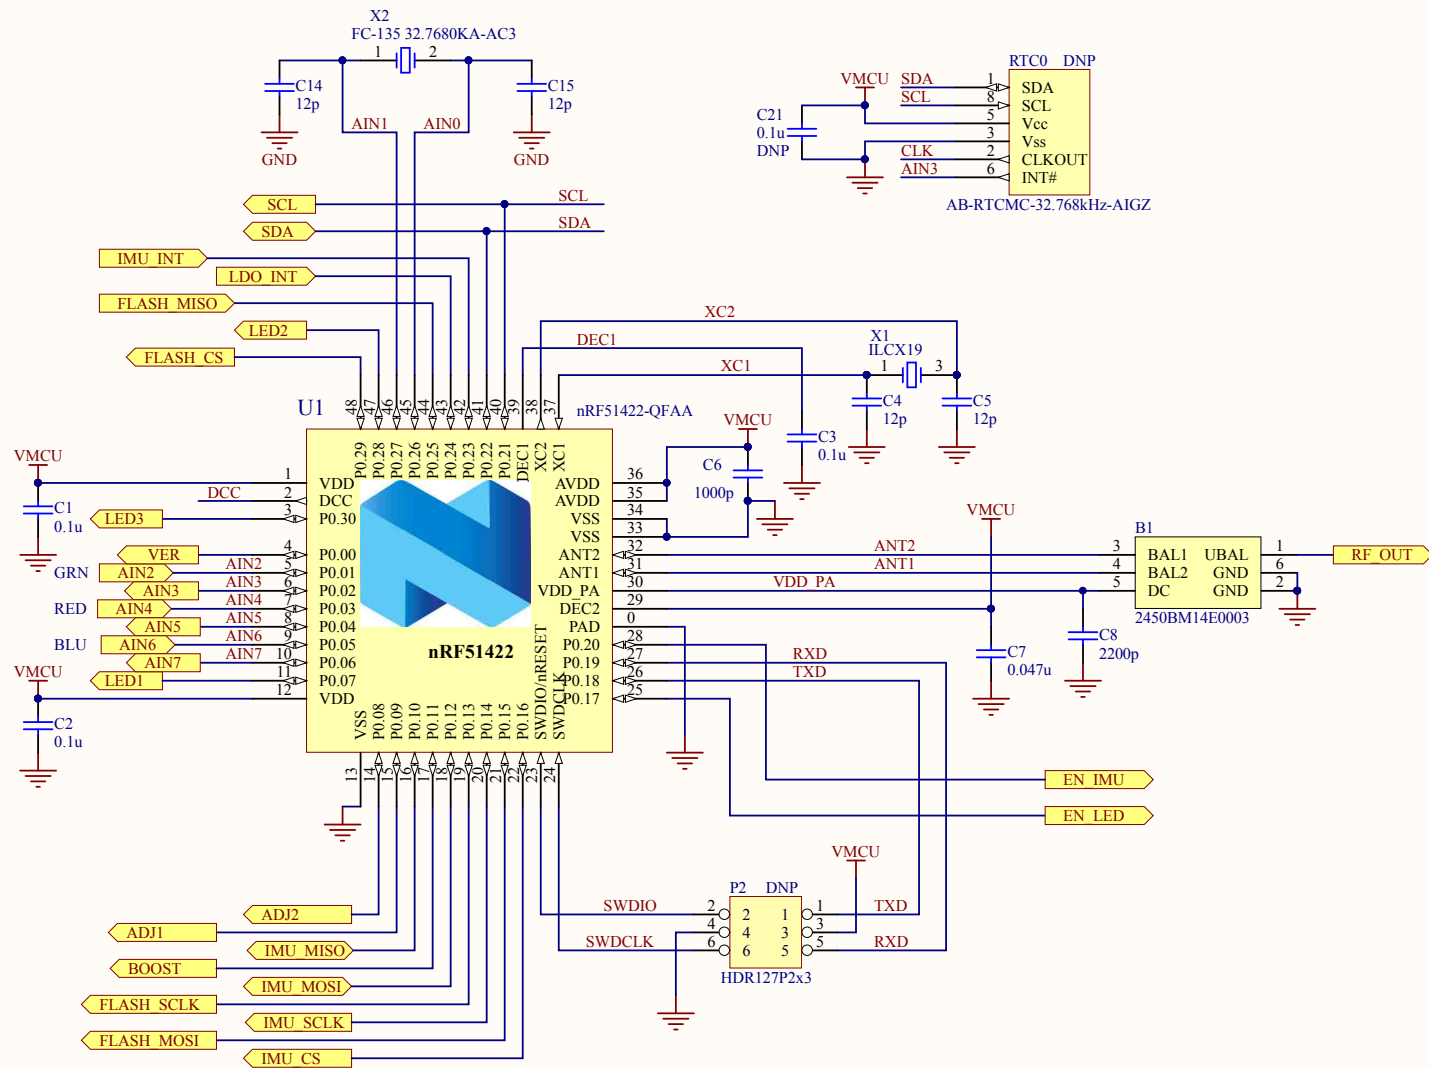 X2
FC-135 32.7680KA-AC3
1 2
C14
12p
C15
12p
AIN1 AIN0
GND GND
RTC0 DNP
VMCU
SDA 1 SDA
SCL 8 SCL
5 Vcc
3 Vss
CLK 2 CLKOUT
AIN3 6 INT#
C21
0.1u
DNP
AB-RTCMC-32.768kHz-AIGZ
SCL SCL
SDA SDA
IMU_INT
LDO_INT
FLASH_MISO
LED2
FLASH_CS
XC2
DEC1
XC1
X1
ILCX19
1 3
C4
12p
C5
12p
C3
0.1u
U1
nRF51422-QFAA
48 47 46 45 44 43 42 41 40 39 38 37
P0.29 P0.28 P0.27 P0.26 P0.25 P0.24 P0.23 P0.22 P0.21 DEC1 XC2 XC1
VMCU
C1
0.1u
1 VDD
DCC 2 DCC
LED3 3 P0.30
VER 4 P0.00
GRN AIN2 AIN2 5 P0.01
AIN3 AIN3 6 P0.02
RED AIN4 AIN4 7 P0.03
AIN5 AIN5 8 P0.04
BLU AIN6 AIN6 9 P0.05
AIN7 AIN7 10 P0.06
LED1 11 P0.07
12 VDD
VMCU
C2
0.1u
nRF51422
VMCU
C6
1000p
AVDD 36
AVDD 35
VSS 34
VSS 33
ANT2 32 ANT2
ANT1 31 ANT1
VDD_PA 30 VDD_PA
DEC2 29
PAD 0
P0.20 28
P0.19 27 RXD
P0.18 26 TXD
P0.17 25
VMCU
C7
0.047u
C8
2200p
B1
3 BAL1 UBAL 1
4 BAL2 GND 6
5 DC GND 2
2450BM14E0003
RF_OUT
VSS P0.08 P0.09 P0.10 P0.11 P0.12 P0.13 P0.14 P0.15 P0.16 SWDIO/nRESET SWDCLK
13 14 15 16 17 18 19 20 21 22 23 24
EN_IMU
EN_LED
VMCU
P2 DNP
SWDIO 2 2 1 1 TXD
4 4 3 3
SWDCLK 6 6 5 5 RXD
HDR127P2x3
ADJ2
ADJ1
IMU_MISO
BOOST
IMU_MOSI
FLASH_SCLK
IMU_SCLK
FLASH_MOSI
IMU_CS